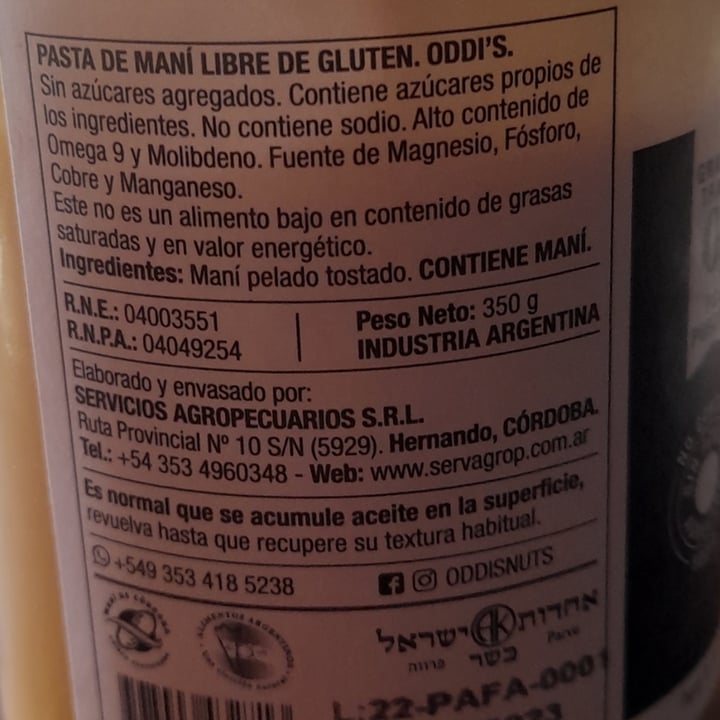 PASTA DE MANÍ LIBRE DE GLUTEN. ODDI'S.
Sin azúcares agregados. Contiene azúcares propios de
los ingredientes. No contiene sodio. Alto contenido de
Omega 9 y Molibdeno. Fuente de Magnesio, Fósforo,
Cobre y Manganeso.
Este no es un alimento bajo en contenido de grasas
saturadas y en valor energético.
Ingredientes: Maní pelado tostado. CONTIENE MANÍ.
R.N.E.: 04003551
R.N.P.A.: 04049254
Peso Neto: 350 g
INDUSTRIA ARGENTINA
Elaborado y envasado por:
SERVICIOS AGROPECUARIOS S.R.L.
Ruta Provincial Nº 10 S/N (5929). Hernando, CÓRDOBA.
Tel.: +54 353 4960348 - Web: www.servagrop.com.ar
Es normal que se acumule aceite en la superficie,
revuelva hasta que recupere su textura habitual.
+549 353 418 5238
ODDISNUTS
ALIMENTOS ARGENTINOS
אחדות ישראל
כשר
פרווה
Parve
L:22-PAFA-0001